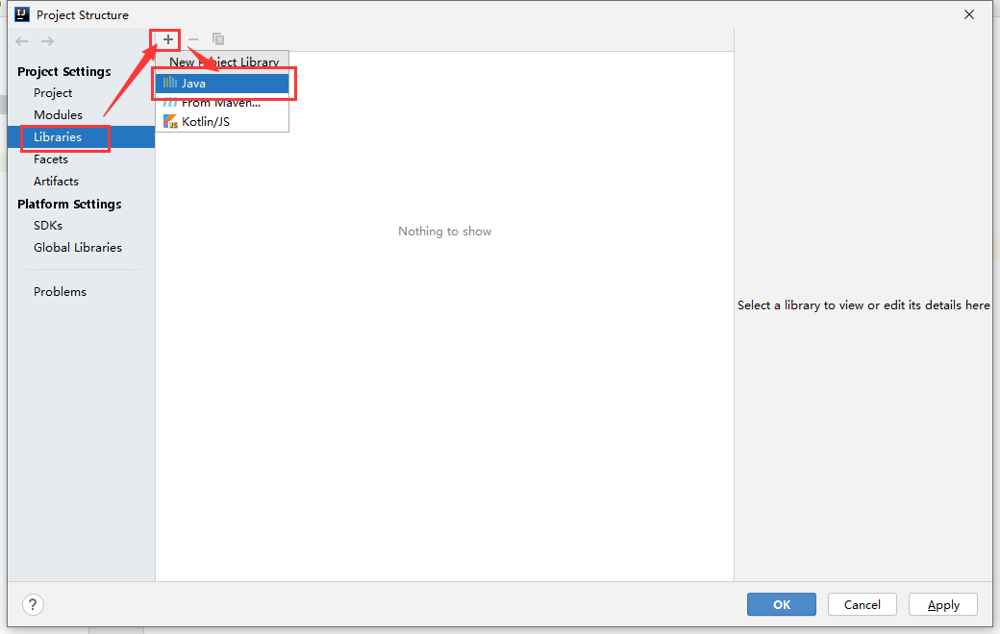 Project Structure
Project Settings
Project
Modules
Libraries
Facets
Artifacts
Platform Settings
SDKs
Global Libraries
Problems
New Project Library
Java
From Maven...
Kotlin/JS
Nothing to show
Select a library to view or edit its details here
?
OK
Cancel
Apply